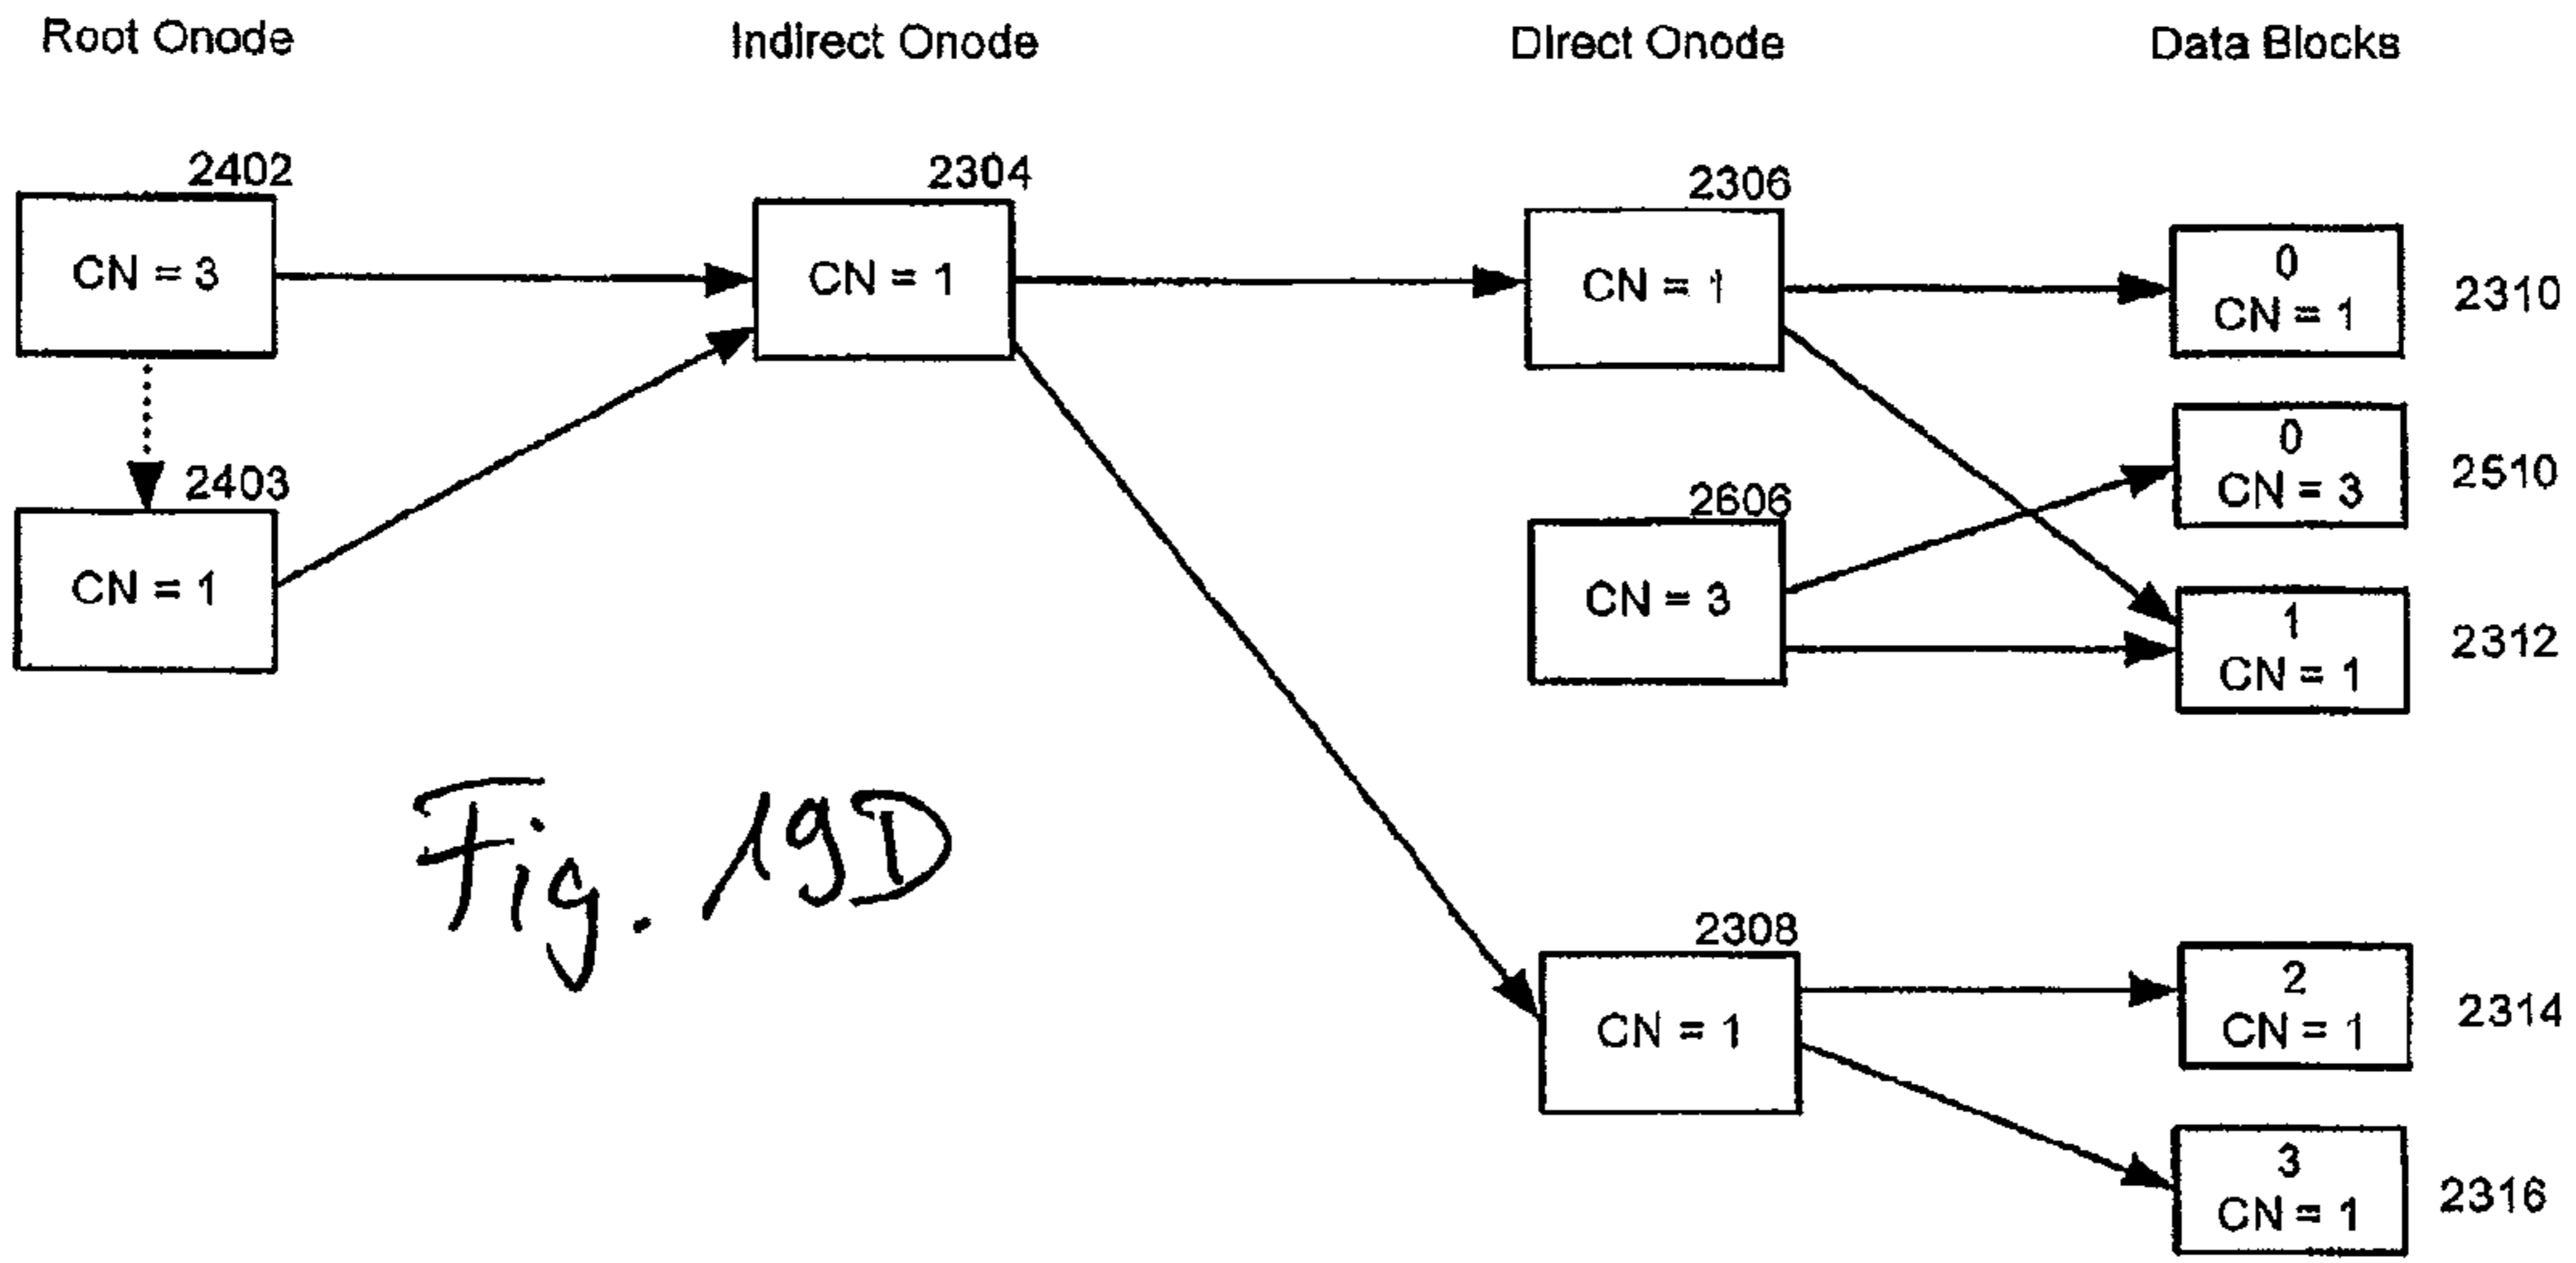 Root Onode
Indirect Onode
Direct Onode
Data Blocks
2402
CN = 3
2304
CN = 1
2306
CN = 1
0
CN = 1
2310
0
CN = 3
2510
2403
CN = 1
2606
CN = 3
1
CN = 1
2312
Fig. 19D
2308
CN = 1
2
CN = 1
2314
3
CN = 1
2316